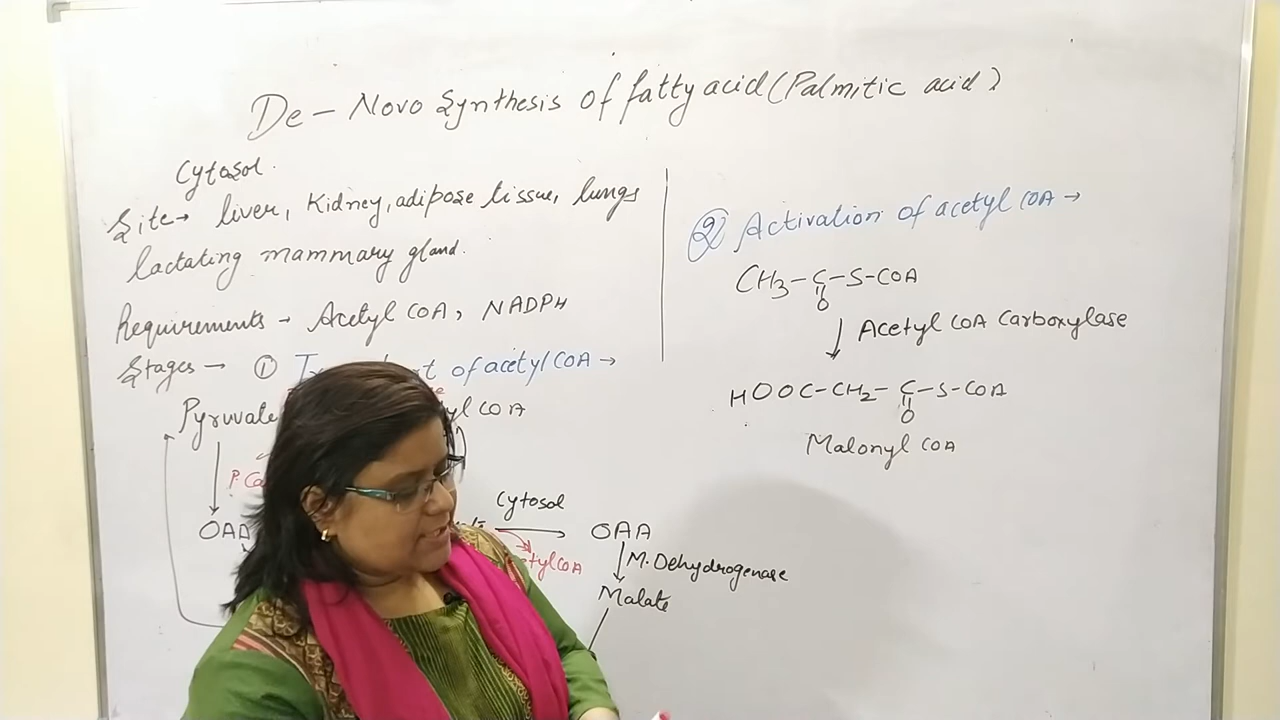 De-Novo Synthesis of fatty acid (Palmitic acid)
Cytosol.
Site→ liver, Kidney, adipose tissue, lungs
lactating mammary gland.
Requirements → Acetyl COA, NADPH
Stages → ① of acetyl COA →
Pyruvate COA
OAA
Cytosol
OAA
M. Dehydrogenase
Malate
② Activation of acetyl COA →
CH3-C-S-COA
O
Acetyl COA Carboxylase
HOOC-CH2-C-S-COA
O
Malonyl COA